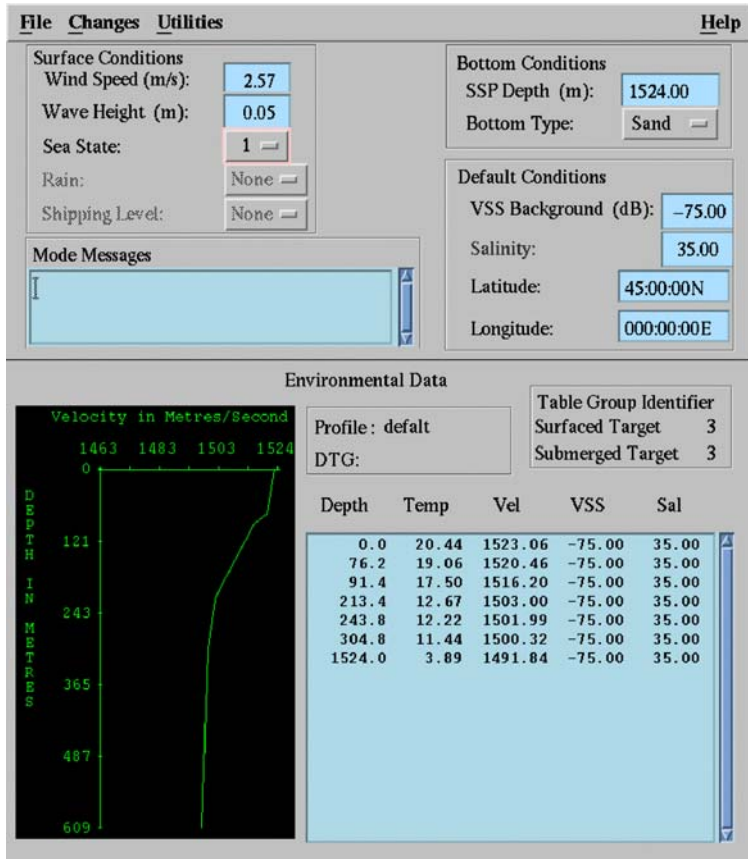 File Changes Utilities Help
Surface Conditions
Wind Speed (m/s): 2.57
Wave Height (m): 0.05
Sea State: 1
Rain: None
Shipping Level: None
Bottom Conditions
SSP Depth (m): 1524.00
Bottom Type: Sand
Default Conditions
VSS Background (dB): -75.00
Salinity: 35.00
Latitude: 45:00:00N
Longitude: 000:00:00E
Mode Messages
Environmental Data
Velocity in Metres/Second
1463 1483 1503 1524
DEPTH IN METRES
0
121
243
365
487
609
Profile: defalt
DTG:
Table Group Identifier
Surfaced Target 3
Submerged Target 3
Depth Temp Vel VSS Sal
0.0 20.44 1523.06 -75.00 35.00
76.2 19.06 1520.46 -75.00 35.00
91.4 17.50 1516.20 -75.00 35.00
213.4 12.67 1503.00 -75.00 35.00
243.8 12.22 1501.99 -75.00 35.00
304.8 11.44 1500.32 -75.00 35.00
1524.0 3.89 1491.84 -75.00 35.00